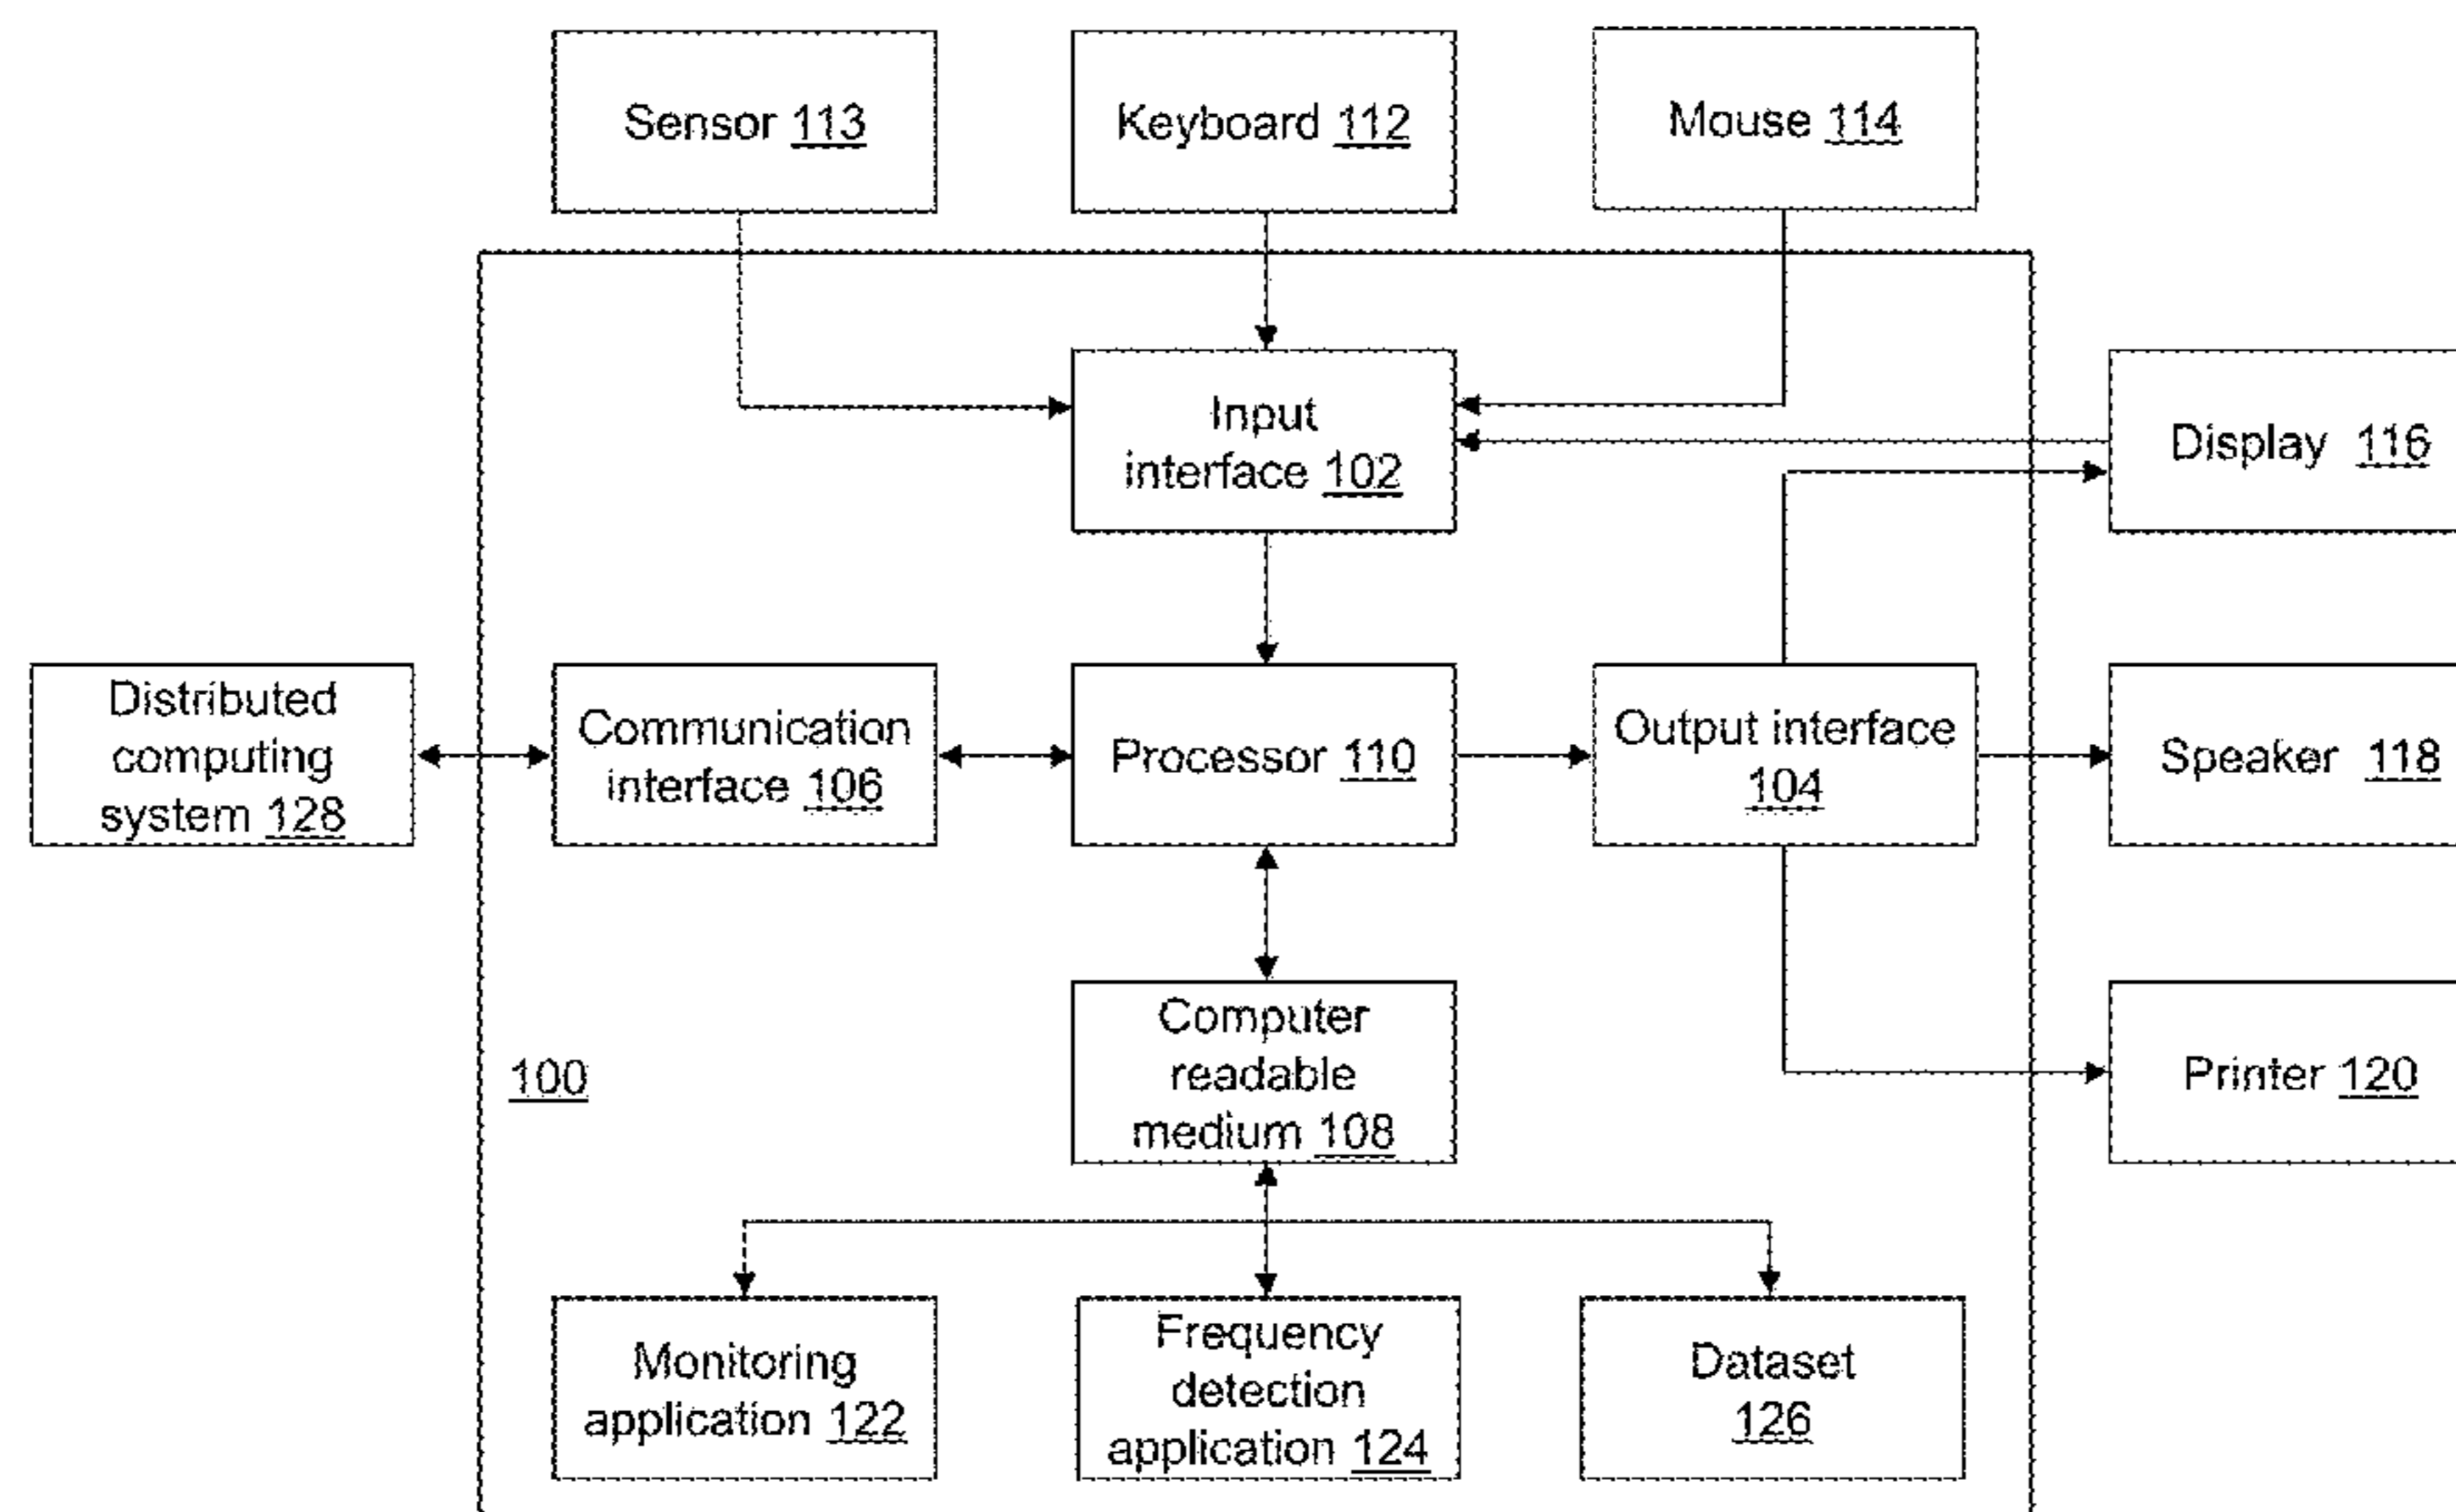 Sensor 113
Keyboard 112
Mouse 114
Input
interface 102
Display 116
Distributed
computing
system 128
Communication
interface 106
Processor 110
Output interface
104
Speaker 118
100
Computer
readable
medium 108
Printer 120
Monitoring
application 122
Frequency
detection
application 124
Dataset
126